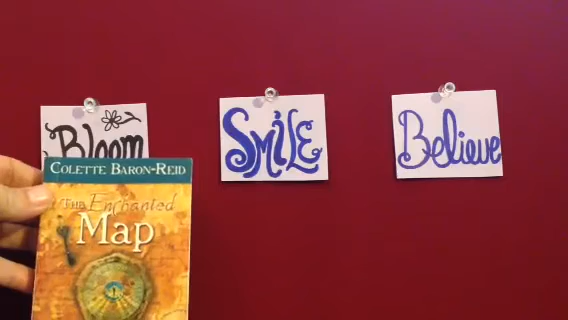 Bloom
SMiLE
Believe
COLETTE BARON-REID
THE Enchanted
Map